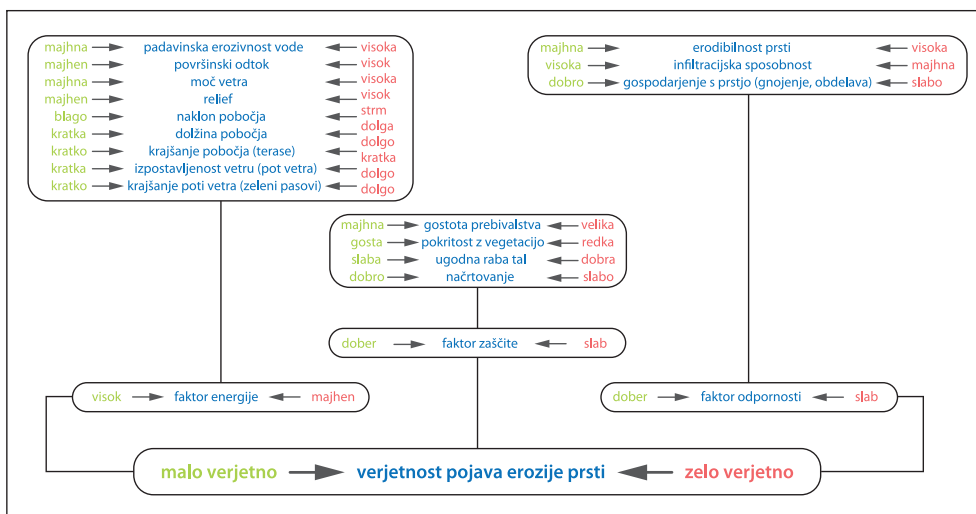 majhna padavinska erozivnost vode visoka
majhen površinski odtok visok
majhna moč vetra visoka
majhen relief visok
blago naklon pobočja strm
kratka dolžina pobočja dolga
kratko krajšanje pobočja (terase) dolgo
kratka izpostavljenost vetru (pot vetra) kratka
dolgo
kratko krajšanje poti vetra (zeleni pasovi) dolgo
majhna erodibilnost prsti visoka
visoka infiltracijska sposobnost majhna
dobro gospodarjenje s prstjo (gnojenje, obdelava) slabo
majhna gostota prebivalstva velika
gosta pokritost z vegetacijo redka
slaba ugodna raba tal dobra
dobro načrtovanje slabo
dober faktor zaščite slab
visok faktor energije majhen
dober faktor odpornosti slab
malo verjetno verjetnost pojava erozije prsti zelo verjetno